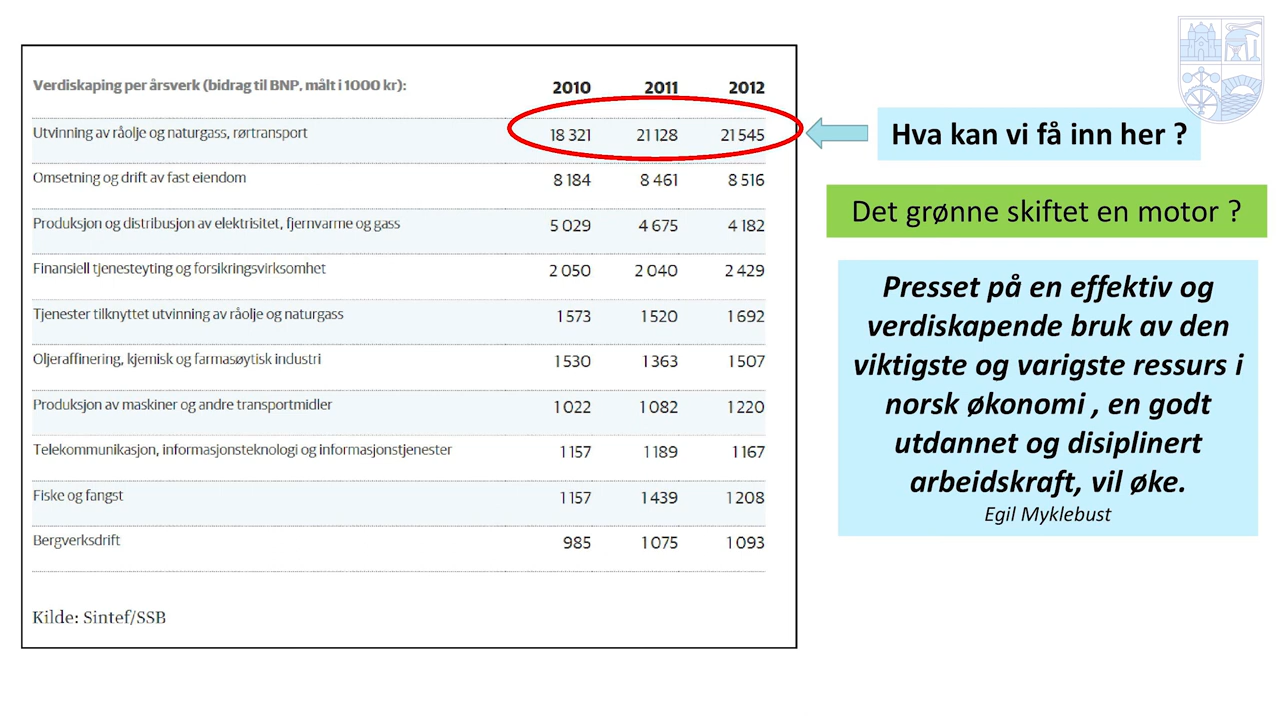 Verdiskaping per årsverk (bidrag til BNP, målt i 1000 kr): 2010 2011 2012
Utvinning av råolje og naturgass, rørtransport 18 321 21 128 21 545
Omsetning og drift av fast eiendom 8 184 8 461 8 516
Produksjon og distribusjon av elektrisitet, fjernvarme og gass 5 029 4 675 4 182
Finansiell tjenesteyting og forsikringsvirksomhet 2 050 2 040 2 429
Tjenester tilknyttet utvinning av råolje og naturgass 1 573 1 520 1 692
Oljeraffinering, kjemisk og farmasøytisk industri 1 530 1 363 1 507
Produksjon av maskiner og andre transportmidler 1 022 1 082 1 220
Telekommunikasjon, informasjonsteknologi og informasjonstjenester 1 157 1 189 1 167
Fiske og fangst 1 157 1 439 1 208
Bergverksdrift 985 1 075 1 093
Kilde: Sintef/SSB
Hva kan vi få inn her ?
Det grønne skiftet en motor ?
Presset på en effektiv og
verdiskapende bruk av den
viktigste og varigste ressurs i
norsk økonomi , en godt
utdannet og disiplinert
arbeidskraft, vil øke.
Egil Myklebust